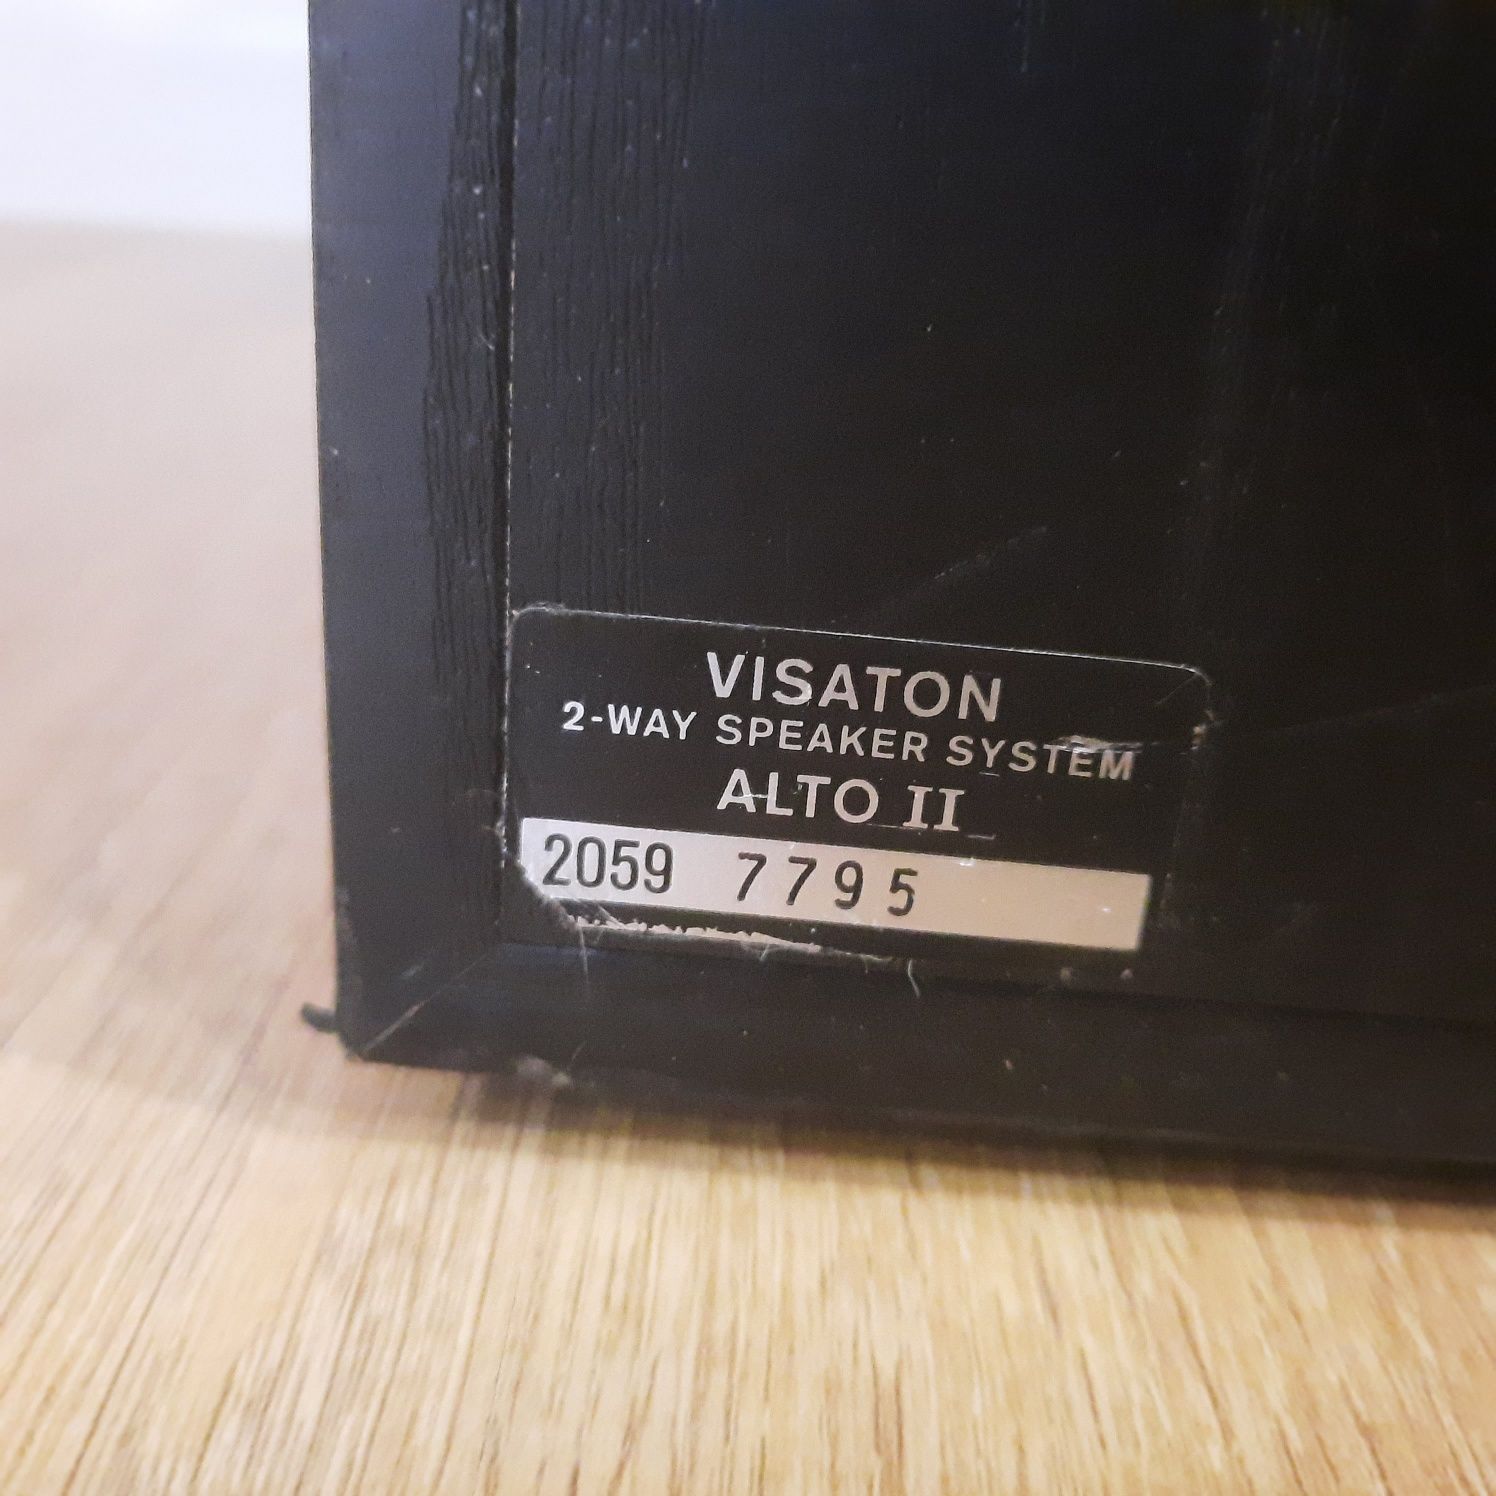 VISATON
2-WAY SPEAKER SYSTEM
ALTO II
2059 7795